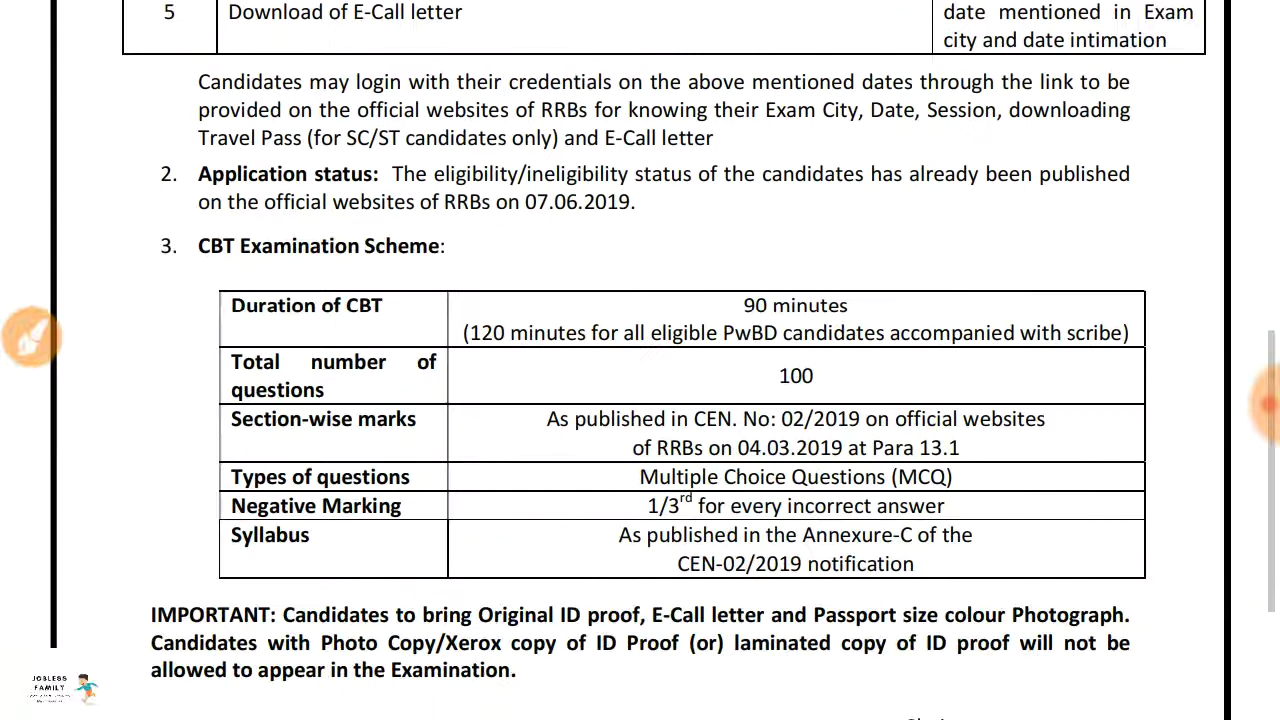 5 Download of E-Call letter date mentioned in Exam
city and date intimation
Candidates may login with their credentials on the above mentioned dates through the link to be
provided on the official websites of RRBs for knowing their Exam City, Date, Session, downloading
Travel Pass (for SC/ST candidates only) and E-Call letter
2. Application status: The eligibility/ineligibility status of the candidates has already been published
on the official websites of RRBs on 07.06.2019.
3. CBT Examination Scheme:
Duration of CBT 90 minutes
(120 minutes for all eligible PwBD candidates accompanied with scribe)
Total number of
questions 100
Section-wise marks As published in CEN. No: 02/2019 on official websites
of RRBs on 04.03.2019 at Para 13.1
Types of questions Multiple Choice Questions (MCQ)
Negative Marking 1/3rd for every incorrect answer
Syllabus As published in the Annexure-C of the
CEN-02/2019 notification
IMPORTANT: Candidates to bring Original ID proof, E-Call letter and Passport size colour Photograph.
Candidates with Photo Copy/Xerox copy of ID Proof (or) laminated copy of ID proof will not be
allowed to appear in the Examination.
JOBLESS
FAMILY